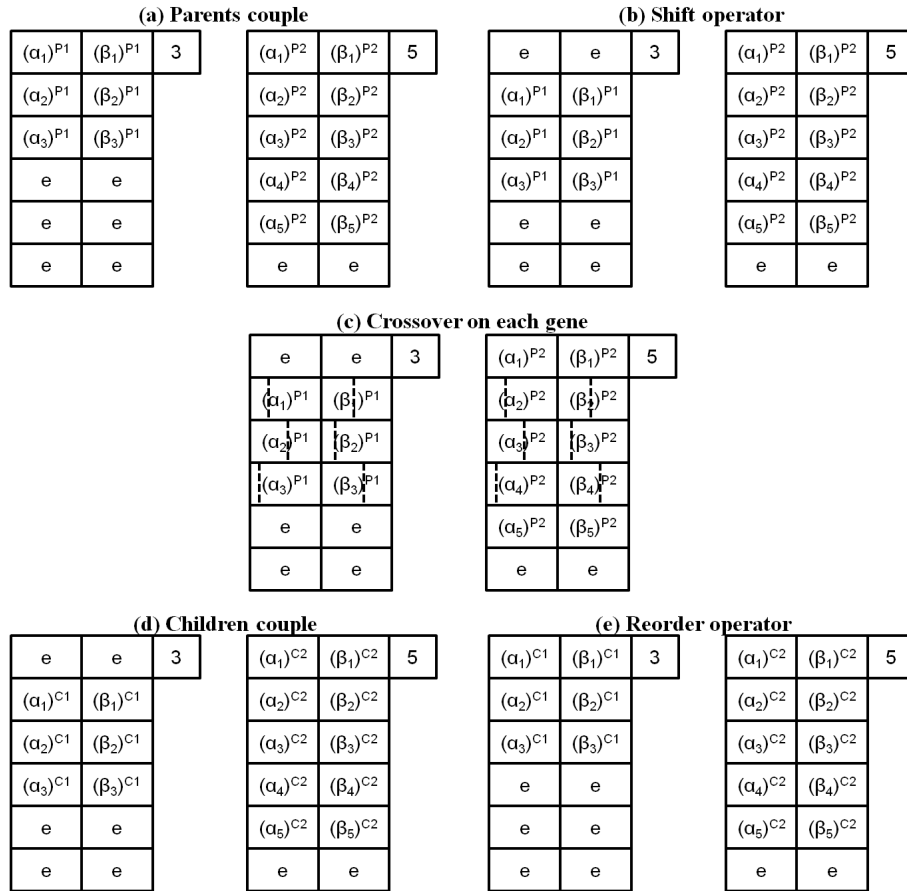 (a) Parents couple (b) Shift operator
(α₁)ᴾ¹ (β₁)ᴾ¹ 3 (α₁)ᴾ² (β₁)ᴾ² 5 e e 3 (α₁)ᴾ² (β₁)ᴾ² 5
(α₂)ᴾ¹ (β₂)ᴾ¹ (α₂)ᴾ² (β₂)ᴾ² (α₁)ᴾ¹ (β₁)ᴾ¹ (α₂)ᴾ² (β₂)ᴾ²
(α₃)ᴾ¹ (β₃)ᴾ¹ (α₃)ᴾ² (β₃)ᴾ² (α₂)ᴾ¹ (β₂)ᴾ¹ (α₃)ᴾ² (β₃)ᴾ²
e e (α₄)ᴾ² (β₄)ᴾ² (α₃)ᴾ¹ (β₃)ᴾ¹ (α₄)ᴾ² (β₄)ᴾ²
e e (α₅)ᴾ² (β₅)ᴾ² e e (α₅)ᴾ² (β₅)ᴾ²
e e e e e e e e
(c) Crossover on each gene
e e 3 (α₁)ᴾ² (β₁)ᴾ² 5
(α₁)ᴾ¹ (β₁)ᴾ¹ (α₂)ᴾ² (β₂)ᴾ²
(α₂)ᴾ¹ (β₂)ᴾ¹ (α₃)ᴾ² (β₃)ᴾ²
(α₃)ᴾ¹ (β₃)ᴾ¹ (α₄)ᴾ² (β₄)ᴾ²
e e (α₅)ᴾ² (β₅)ᴾ²
e e e e
(d) Children couple (e) Reorder operator
e e 3 (α₁)ᶜ² (β₁)ᶜ² 5 (α₁)ᶜ¹ (β₁)ᶜ¹ 3 (α₁)ᶜ² (β₁)ᶜ² 5
(α₁)ᶜ¹ (β₁)ᶜ¹ (α₂)ᶜ² (β₂)ᶜ² (α₂)ᶜ¹ (β₂)ᶜ¹ (α₂)ᶜ² (β₂)ᶜ²
(α₂)ᶜ¹ (β₂)ᶜ¹ (α₃)ᶜ² (β₃)ᶜ² (α₃)ᶜ¹ (β₃)ᶜ¹ (α₃)ᶜ² (β₃)ᶜ²
(α₃)ᶜ¹ (β₃)ᶜ¹ (α₄)ᶜ² (β₄)ᶜ² e e (α₄)ᶜ² (β₄)ᶜ²
e e (α₅)ᶜ² (β₅)ᶜ² e e (α₅)ᶜ² (β₅)ᶜ²
e e e e e e e e